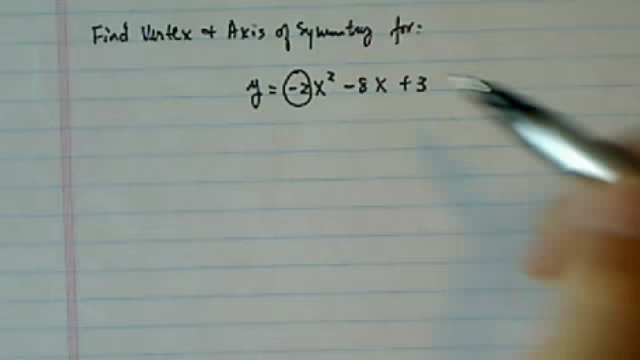 Find Vertex & Axis of Symmetry for:
y = -2x² - 8x + 3